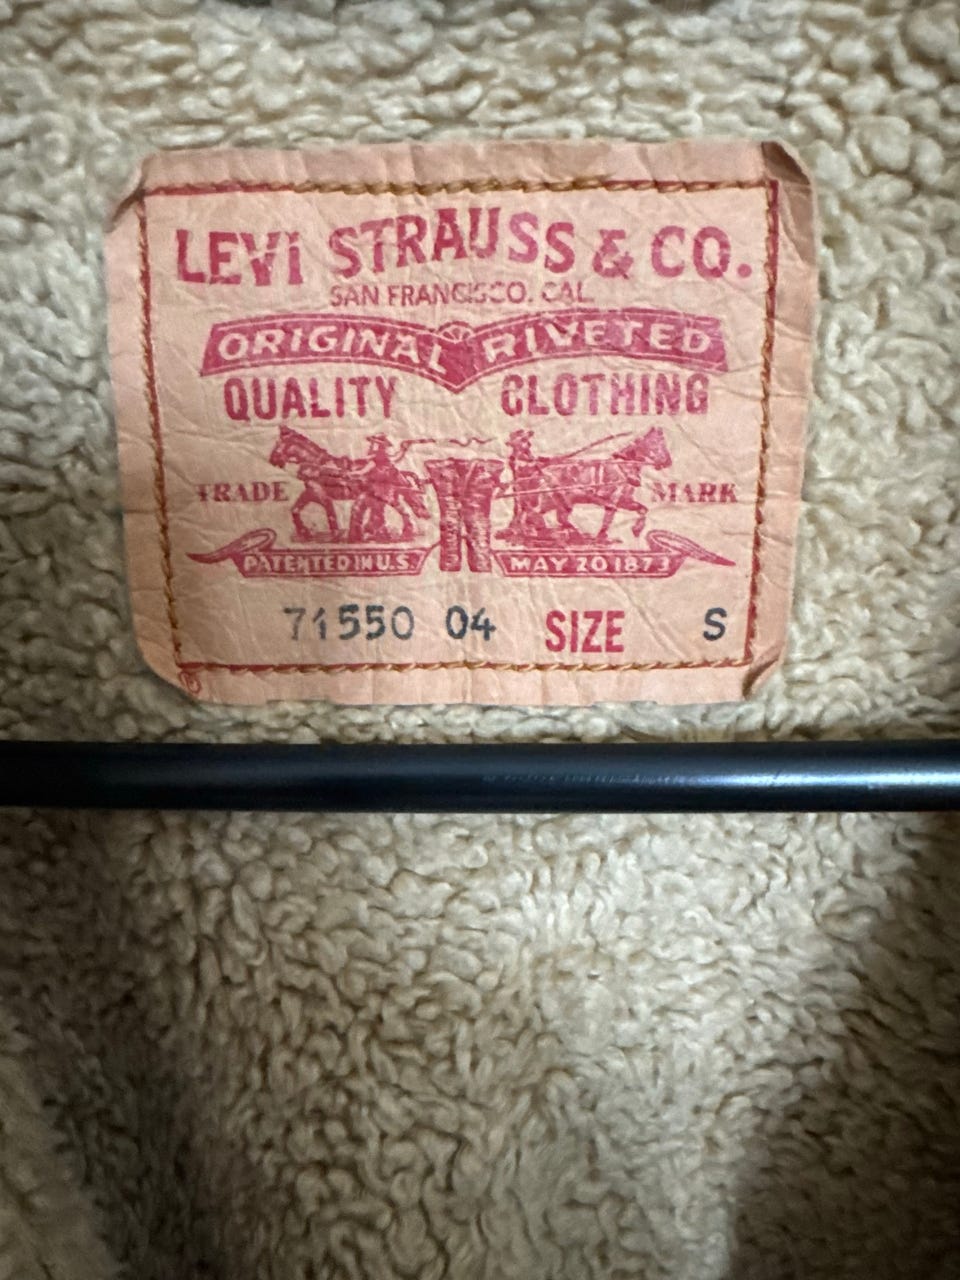 LEVI STRAUSS & CO.
SAN FRANCISCO. CAL.
ORIGINAL RIVETED
QUALITY CLOTHING
TRADE MARK
PATENTED IN U.S. MAY 20 1873
71550 04 SIZE S
®